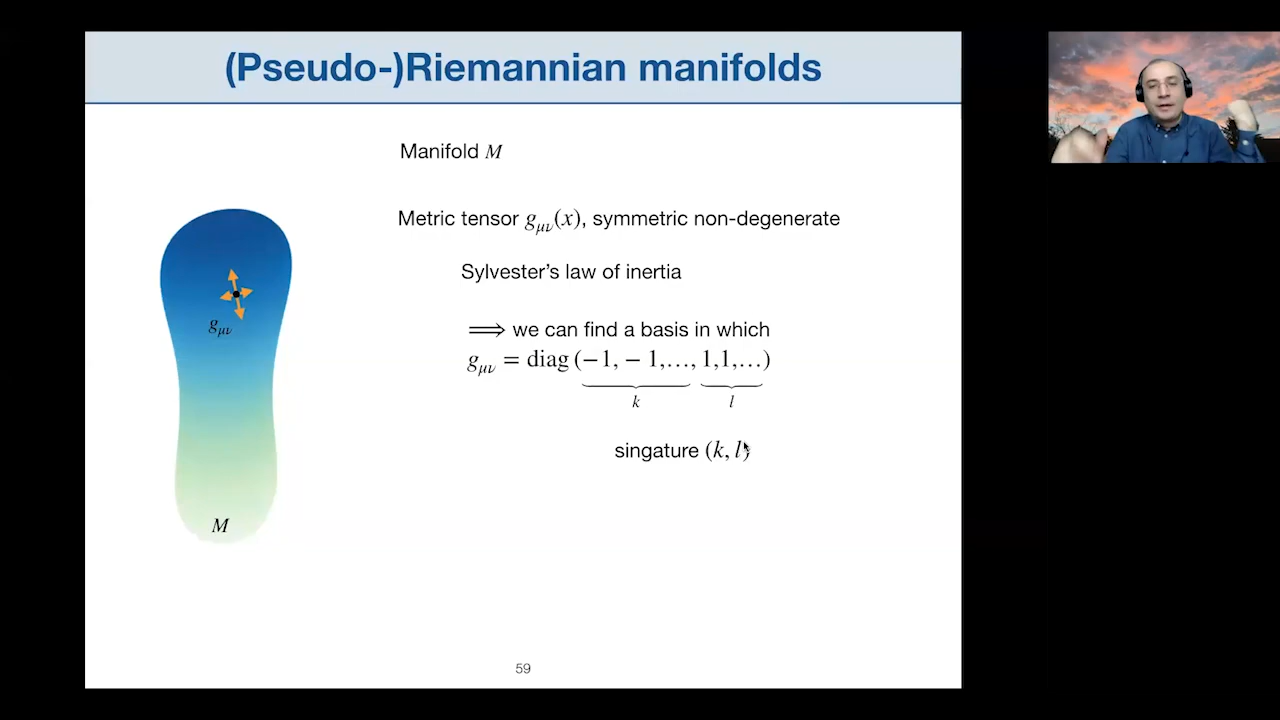 (Pseudo-)Riemannian manifolds
Manifold M
Metric tensor gμν(x), symmetric non-degenerate
Sylvester's law of inertia
⟹ we can find a basis in which
gμν = diag (−1, − 1,…, 1,1,…)
k l
singature (k, l)
gμν
M
59